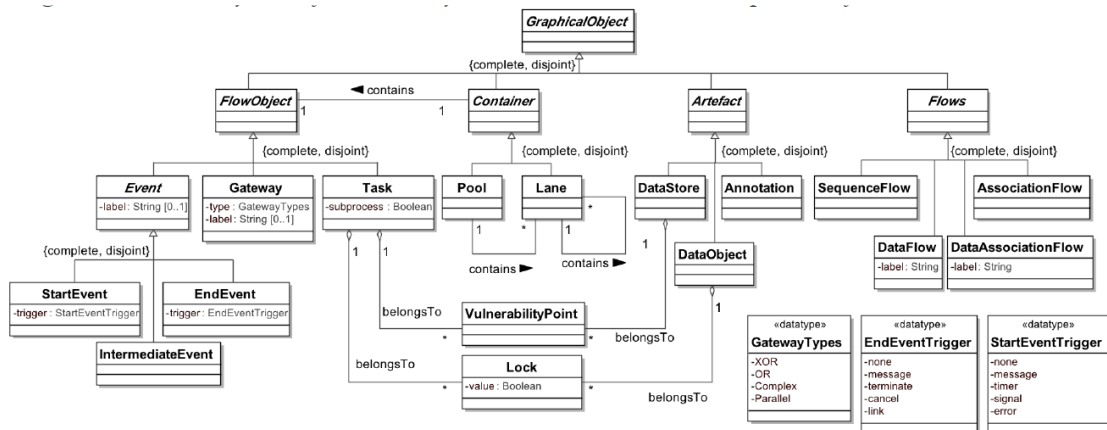 GraphicalObject
{complete, disjoint}
FlowObject
◄ contains
1
1
Container
Artefact
Flows
{complete, disjoint}
{complete, disjoint}
Event
-label : String [0..1]
Gateway
-type : GatewayTypes
-label : String [0..1]
Task
-subprocess : Boolean
Pool
Lane
DataStore
Annotation
SequenceFlow
AssociationFlow
*
1
*
1
contains ►
contains ►
1
DataObject
DataFlow
-label : String
DataAssociationFlow
-label : String
{complete, disjoint}
1
1
StartEvent
-trigger : StartEventTrigger
EndEvent
-trigger : EndEventTrigger
IntermediateEvent
belongsTo
*
VulnerabilityPoint
*
belongsTo
1
belongsTo
*
Lock
-value : Boolean
*
belongsTo
«datatype»
GatewayTypes
-XOR
-OR
-Complex
-Parallel
«datatype»
EndEventTrigger
-none
-message
-terminate
-cancel
-link
«datatype»
StartEventTrigger
-none
-message
-timer
-signal
-error